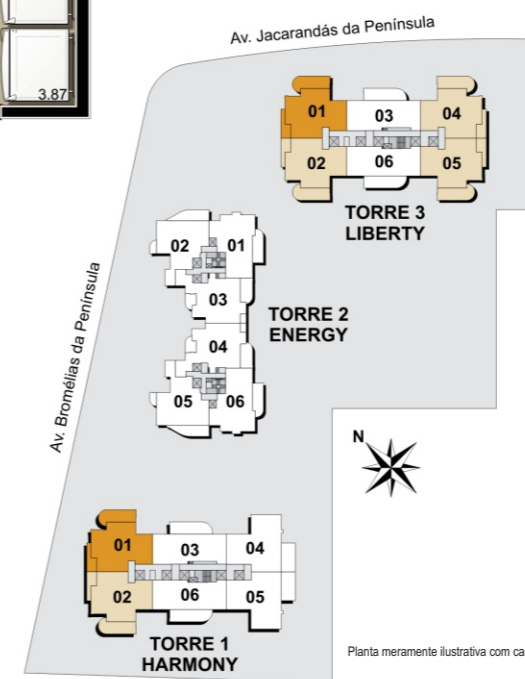 Av. Jacarandás da Península
3.87
01
03
04
02
06
05
TORRE 3
LIBERTY
02
01
03
Av. Bromélias da Península
TORRE 2
ENERGY
04
05
06
N
01
03
04
02
06
05
TORRE 1
HARMONY
Planta meramente ilustrativa com ca